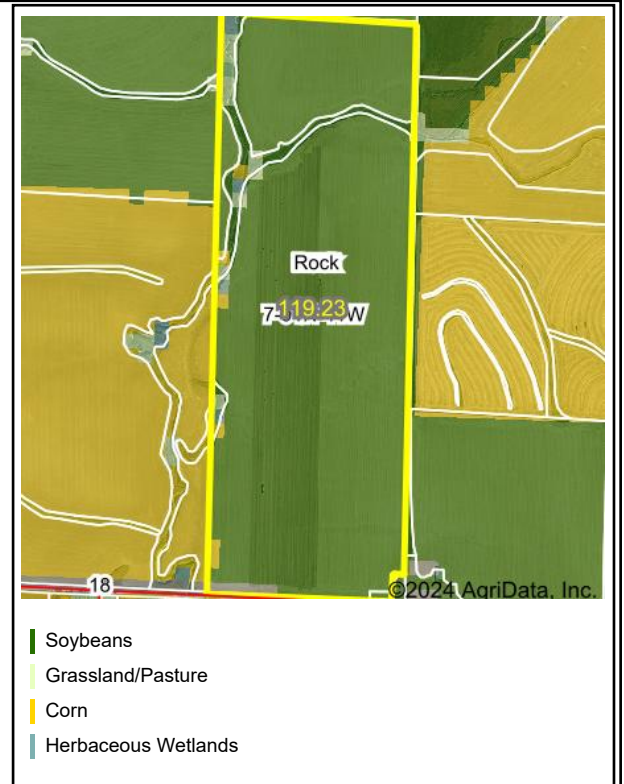 Rock
119.23
18
©2024 AgriData, Inc.
Soybeans
Grassland/Pasture
Corn
Herbaceous Wetlands